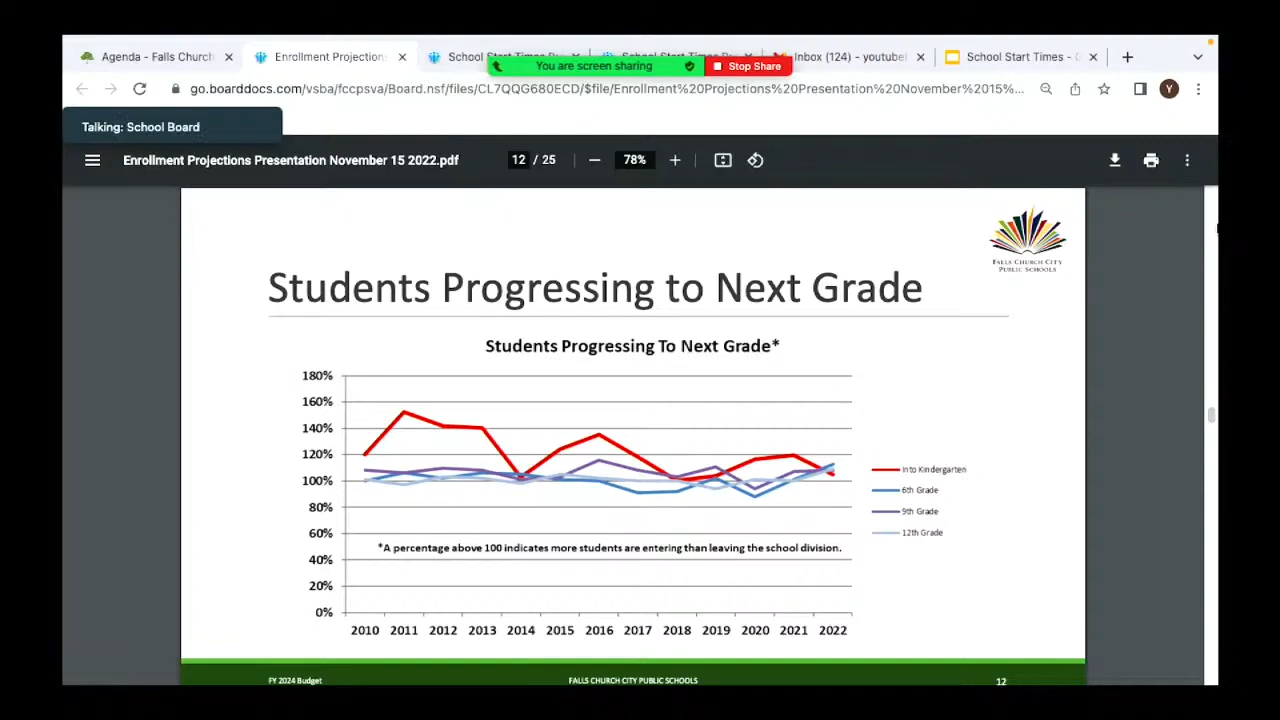 Agenda - Falls Church
Enrollment Projections
School Start Times
Inbox (124) - youtube
School Start Times -
You are screen sharing
Stop Share
go.boarddocs.com/vsba/fccpsva/Board.nsf/files/CL7QQG680ECD/$file/Enrollment%20Projections%20Presentation%20November%2015%...
Y
Talking: School Board
Enrollment Projections Presentation November 15 2022.pdf
12 / 25
78%
FALLS CHURCH CITY
PUBLIC SCHOOLS
Students Progressing to Next Grade
Students Progressing To Next Grade*
180%
160%
140%
120%
100%
80%
60%
40%
20%
0%
*A percentage above 100 indicates more students are entering than leaving the school division.
2010 2011 2012 2013 2014 2015 2016 2017 2018 2019 2020 2021 2022
Into Kindergarten
6th Grade
9th Grade
12th Grade
FY 2024 Budget
FALLS CHURCH CITY PUBLIC SCHOOLS
12